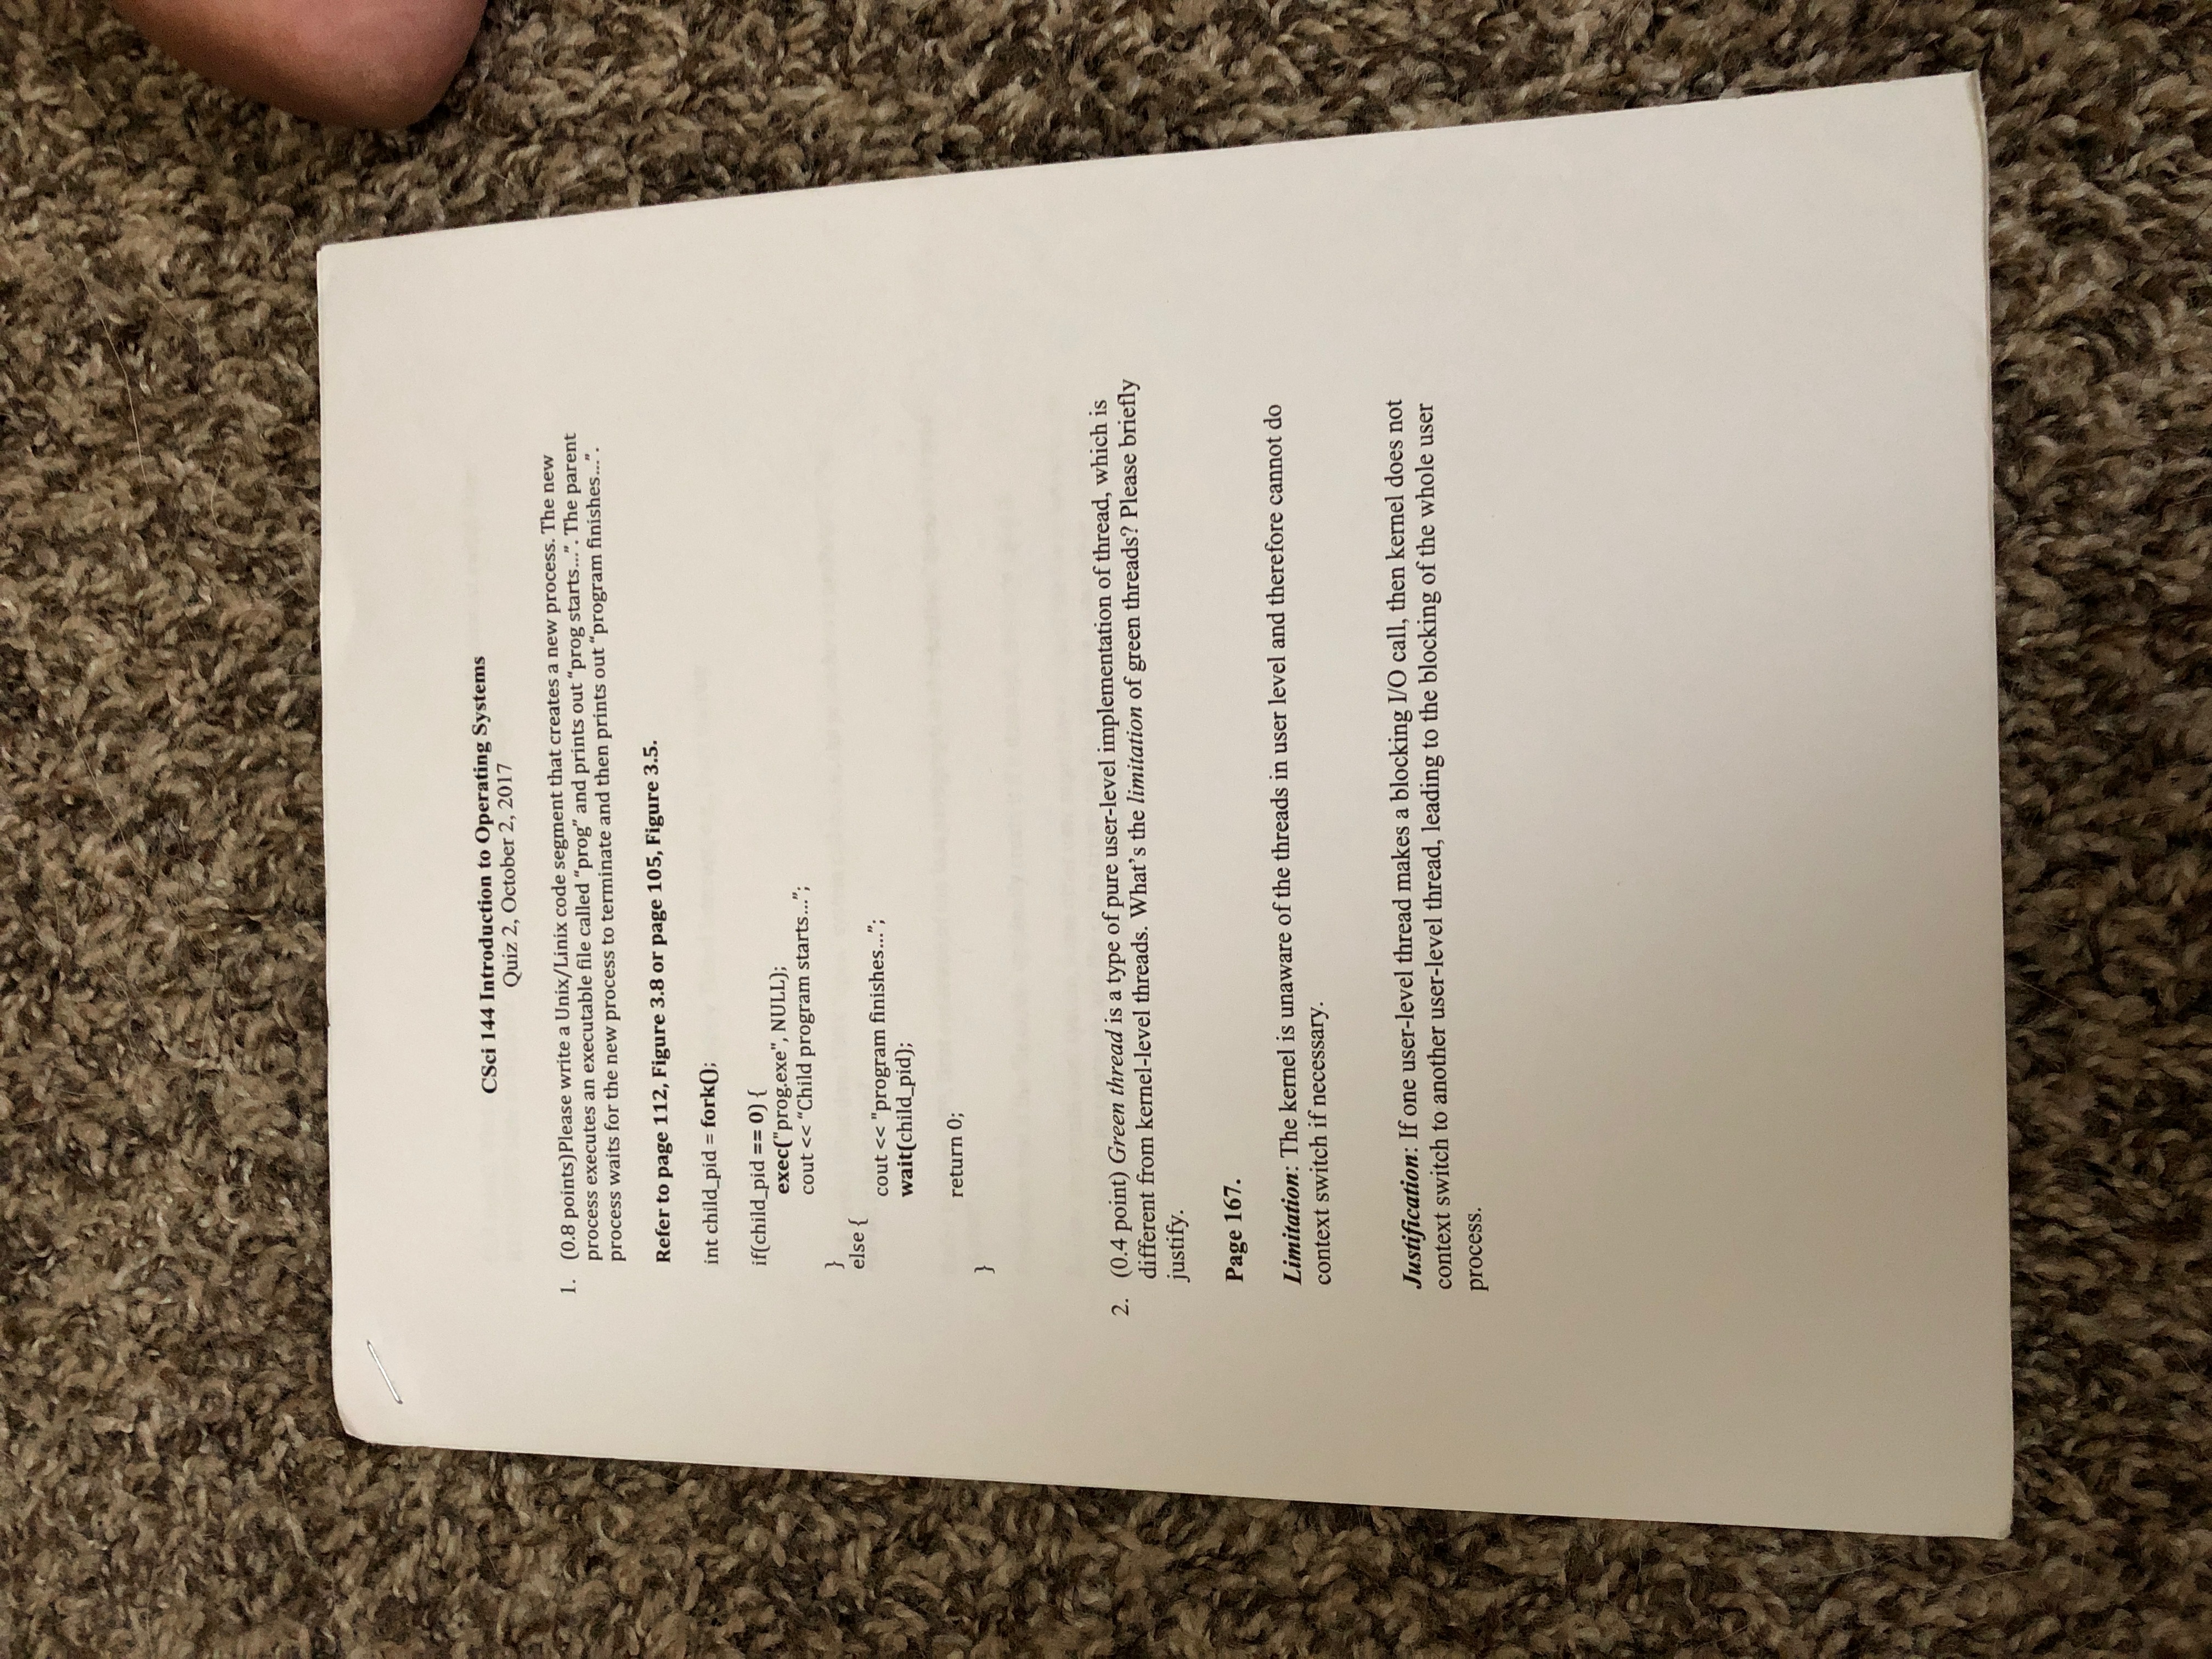 CSci 144 Introduction to Operating Systems
Quiz 2, October 2, 2017
1. (0.8 points)Please write a Unix/Linix code segment that creates a new process. The new
process executes an executable file called “prog” and prints out “prog starts...”. The parent
process waits for the new process to terminate and then prints out “program finishes...”.
Refer to page 112, Figure 3.8 or page 105, Figure 3.5.
int child_pid = fork();
if(child_pid == 0) {
exec("prog.exe", NULL);
cout << “Child program starts...”;
}
else {
cout << "program finishes...”;
wait(child_pid);
return 0;
}
2. (0.4 point) Green thread is a type of pure user-level implementation of thread, which is
different from kernel-level threads. What’s the limitation of green threads? Please briefly
justify.
Page 167.
Limitation: The kernel is unaware of the threads in user level and therefore cannot do
context switch if necessary.
Justification: If one user-level thread makes a blocking I/O call, then kernel does not
context switch to another user-level thread, leading to the blocking of the whole user
process.